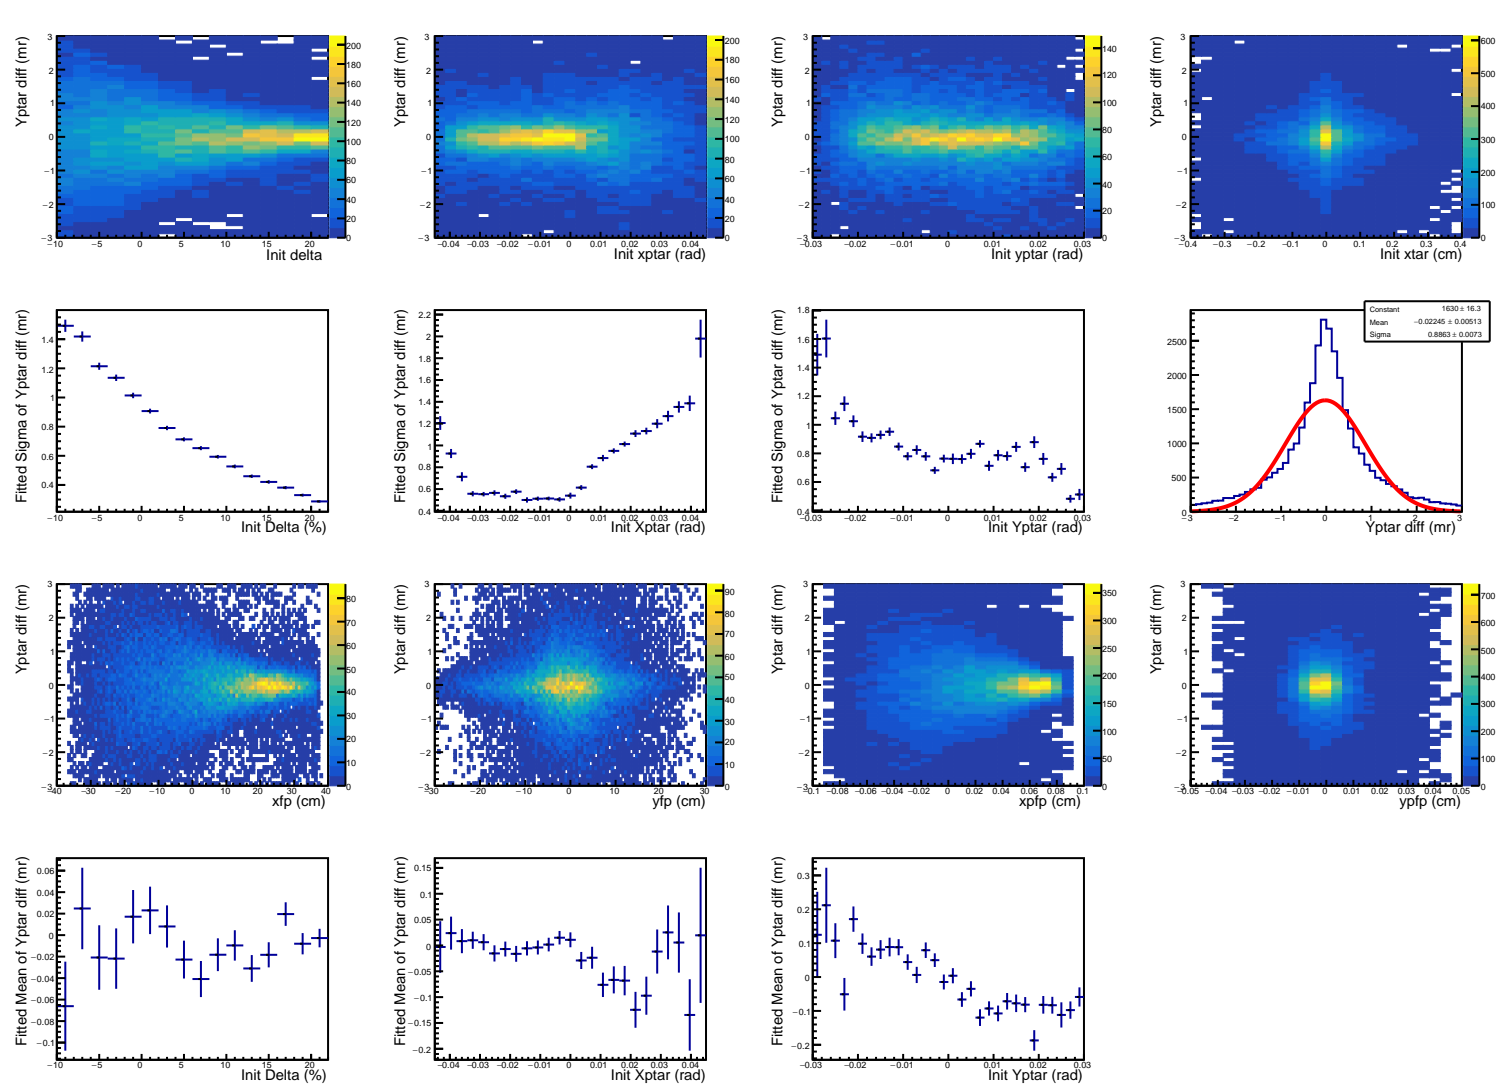 Yptar diff (mr)
Init delta
Yptar diff (mr)
Init xptar (rad)
Yptar diff (mr)
Init yptar (rad)
Yptar diff (mr)
Init xtar (cm)
Fitted Sigma of Yptar diff (mr)
Init Delta (%)
Fitted Sigma of Yptar diff (mr)
Init Xptar (rad)
Fitted Sigma of Yptar diff (mr)
Init Yptar (rad)
Constant 1630 ± 16.3
Mean −0.02245 ± 0.00513
Sigma 0.8863 ± 0.0073
Yptar diff (mr)
Yptar diff (mr)
xfp (cm)
Yptar diff (mr)
yfp (cm)
Yptar diff (mr)
xpfp (cm)
Yptar diff (mr)
ypfp (cm)
Fitted Mean of Yptar diff (mr)
Init Delta (%)
Fitted Mean of Yptar diff (mr)
Init Xptar (rad)
Fitted Mean of Yptar diff (mr)
Init Yptar (rad)